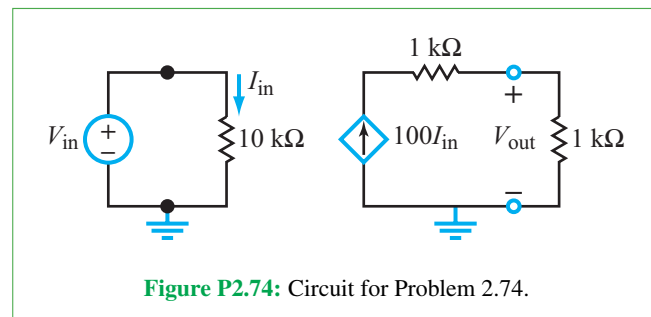 1 kΩ
I_in
+
V_in
+
−
10 kΩ
100I_in
V_out
1 kΩ
−
Figure P2.74: Circuit for Problem 2.74.